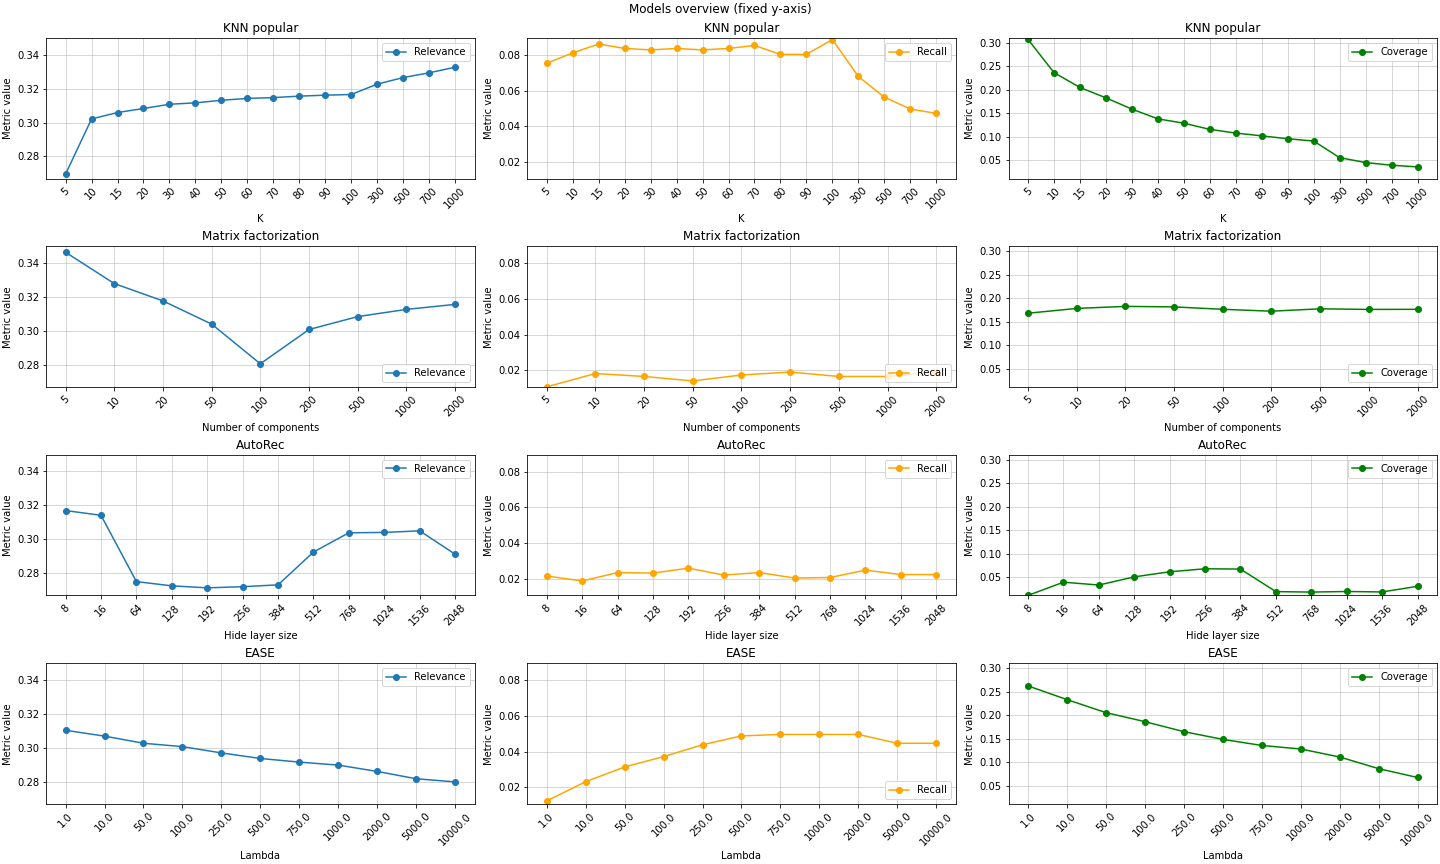 Models overview (fixed y-axis)
KNN popular
Metric value
0.34
0.32
0.30
0.28
Relevance
5 10 15 20 30 40 50 60 70 80 90 100 300 500 700 1000
K
KNN popular
Metric value
0.08
0.06
0.04
0.02
Recall
5 10 15 20 30 40 50 60 70 80 90 100 300 500 700 1000
K
KNN popular
Metric value
0.30
0.25
0.20
0.15
0.10
0.05
Coverage
5 10 15 20 30 40 50 60 70 80 90 100 300 500 700 1000
K
Matrix factorization
Metric value
0.34
0.32
0.30
0.28
Relevance
5 10 20 50 100 200 500 1000 2000
Number of components
Matrix factorization
Metric value
0.08
0.06
0.04
0.02
Recall
5 10 20 50 100 200 500 1000 2000
Number of components
Matrix factorization
Metric value
0.30
0.25
0.20
0.15
0.10
0.05
Coverage
5 10 20 50 100 200 500 1000 2000
Number of components
AutoRec
Metric value
0.34
0.32
0.30
0.28
Relevance
8 16 64 128 192 256 384 512 768 1024 1536 2048
Hide layer size
AutoRec
Metric value
0.08
0.06
0.04
0.02
Recall
8 16 64 128 192 256 384 512 768 1024 1536 2048
Hide layer size
AutoRec
Metric value
0.30
0.25
0.20
0.15
0.10
0.05
Coverage
8 16 64 128 192 256 384 512 768 1024 1536 2048
Hide layer size
EASE
Metric value
0.34
0.32
0.30
0.28
Relevance
1.0 10.0 50.0 100.0 250.0 500.0 750.0 1000.0 2000.0 5000.0 10000.0
Lambda
EASE
Metric value
0.08
0.06
0.04
0.02
Recall
1.0 10.0 50.0 100.0 250.0 500.0 750.0 1000.0 2000.0 5000.0 10000.0
Lambda
EASE
Metric value
0.30
0.25
0.20
0.15
0.10
0.05
Coverage
1.0 10.0 50.0 100.0 250.0 500.0 750.0 1000.0 2000.0 5000.0 10000.0
Lambda